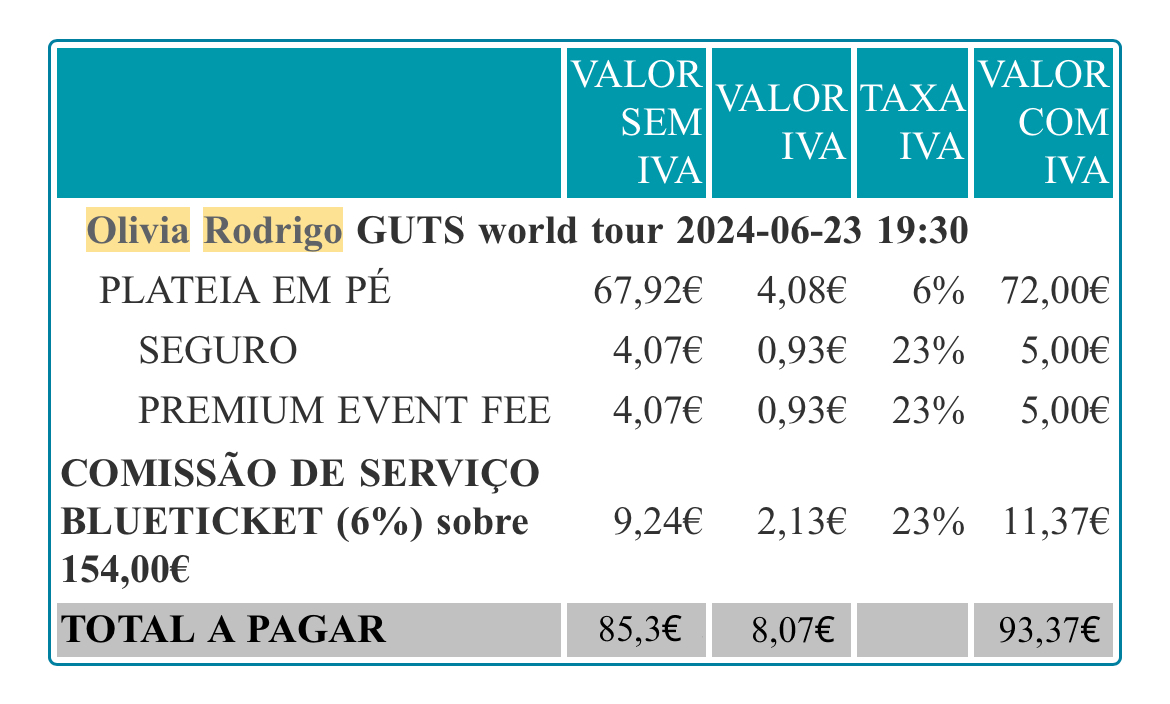 VALOR SEM IVA VALOR IVA TAXA IVA VALOR COM IVA
Olivia Rodrigo GUTS world tour 2024-06-23 19:30
PLATEIA EM PÉ 67,92€ 4,08€ 6% 72,00€
SEGURO 4,07€ 0,93€ 23% 5,00€
PREMIUM EVENT FEE 4,07€ 0,93€ 23% 5,00€
COMISSÃO DE SERVIÇO
BLUETICKET (6%) sobre 9,24€ 2,13€ 23% 11,37€
154,00€
TOTAL A PAGAR 85,3€ 8,07€ 93,37€